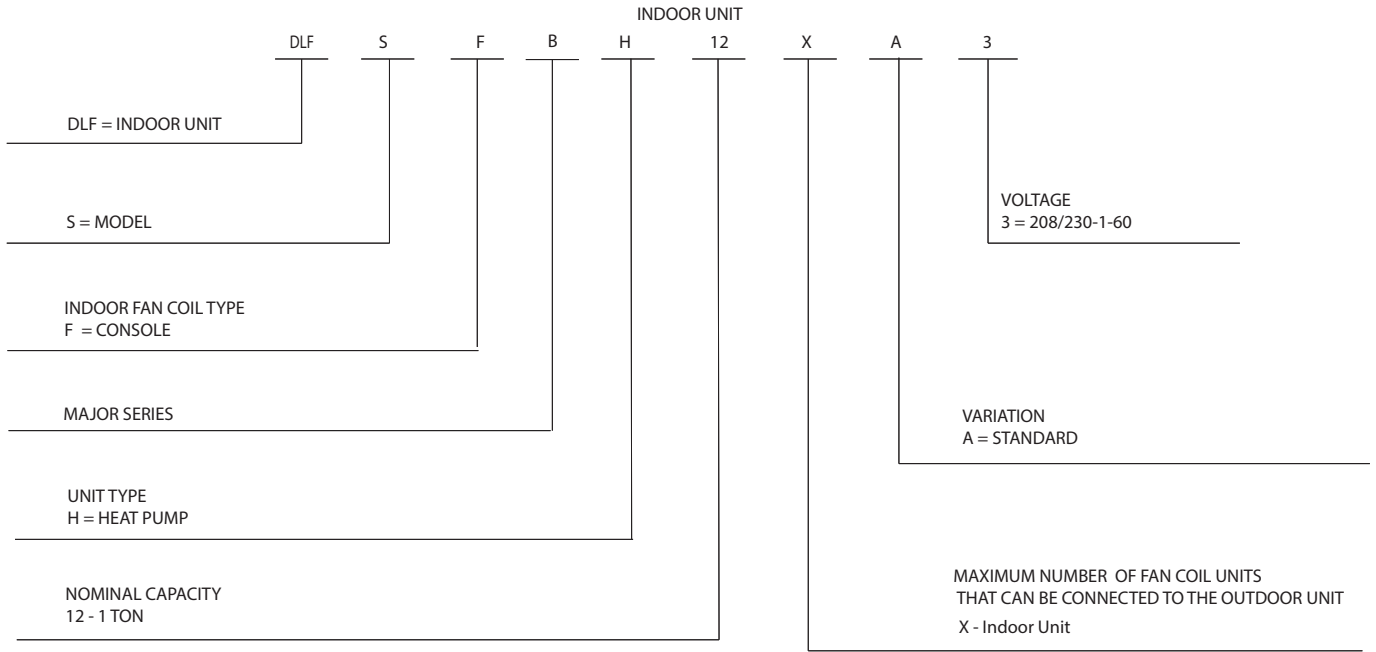 INDOOR UNIT
DLF S F B H 12 X A 3
DLF = INDOOR UNIT
S = MODEL
INDOOR FAN COIL TYPE
F = CONSOLE
MAJOR SERIES
UNIT TYPE
H = HEAT PUMP
NOMINAL CAPACITY
12 - 1 TON
VOLTAGE
3 = 208/230-1-60
VARIATION
A = STANDARD
MAXIMUM NUMBER OF FAN COIL UNITS
THAT CAN BE CONNECTED TO THE OUTDOOR UNIT
X - Indoor Unit